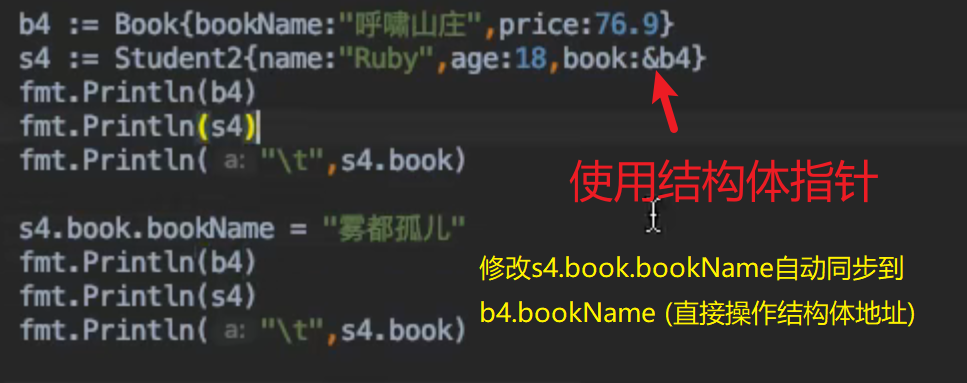 b4 := Book{bookName:"呼啸山庄",price:76.9}
s4 := Student2{name:"Ruby",age:18,book:&b4}
fmt.Println(b4)
fmt.Println(s4)
fmt.Println( a: "\t",s4.book)
使用结构体指针
s4.book.bookName = "雾都孤儿"
fmt.Println(b4)
fmt.Println(s4)
fmt.Println( a: "\t",s4.book)
修改s4.book.bookName自动同步到
b4.bookName (直接操作结构体地址)